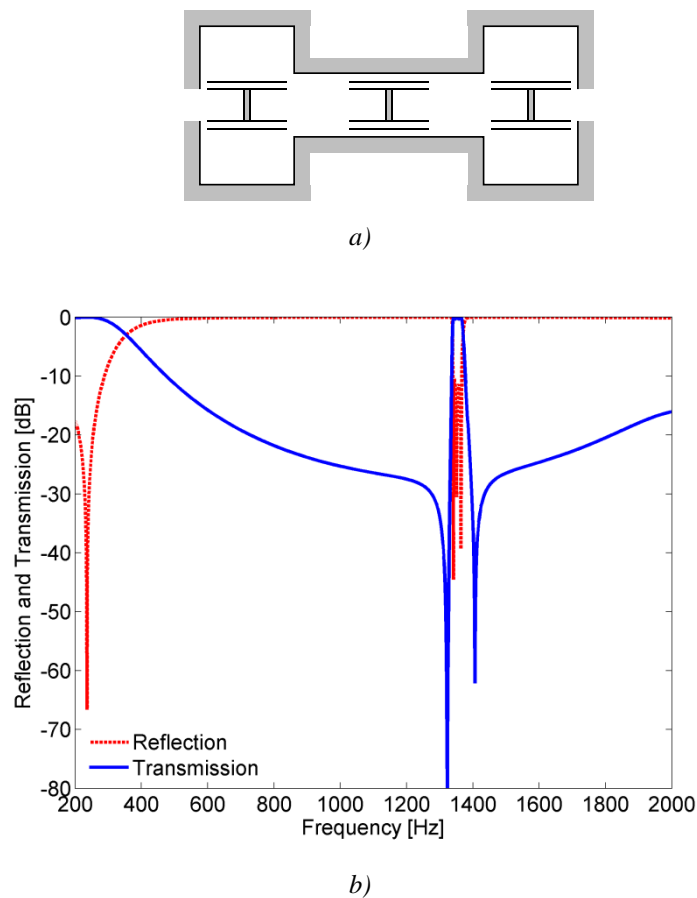 a)
0
-10
-20
-30
-40
-50
-60
-70
-80
Reflection and Transmission [dB]
Reflection
Transmission
200 400 600 800 1000 1200 1400 1600 1800 2000
Frequency [Hz]
b)